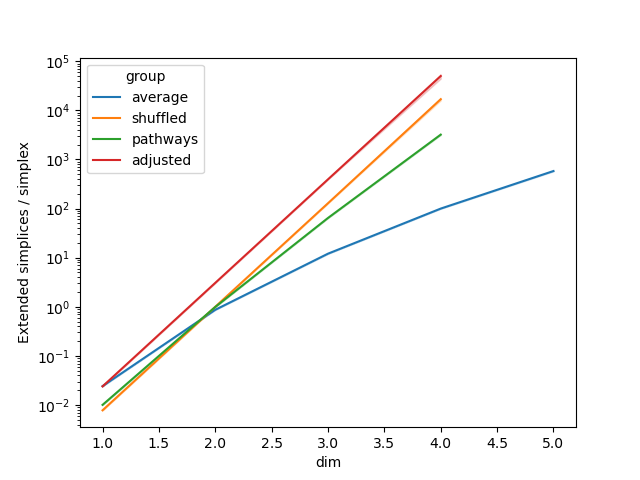 group
average
shuffled
pathways
adjusted
10^5
10^4
10^3
10^2
10^1
10^0
10^−1
10^−2
Extended simplices / simplex
1.0 1.5 2.0 2.5 3.0 3.5 4.0 4.5 5.0
dim